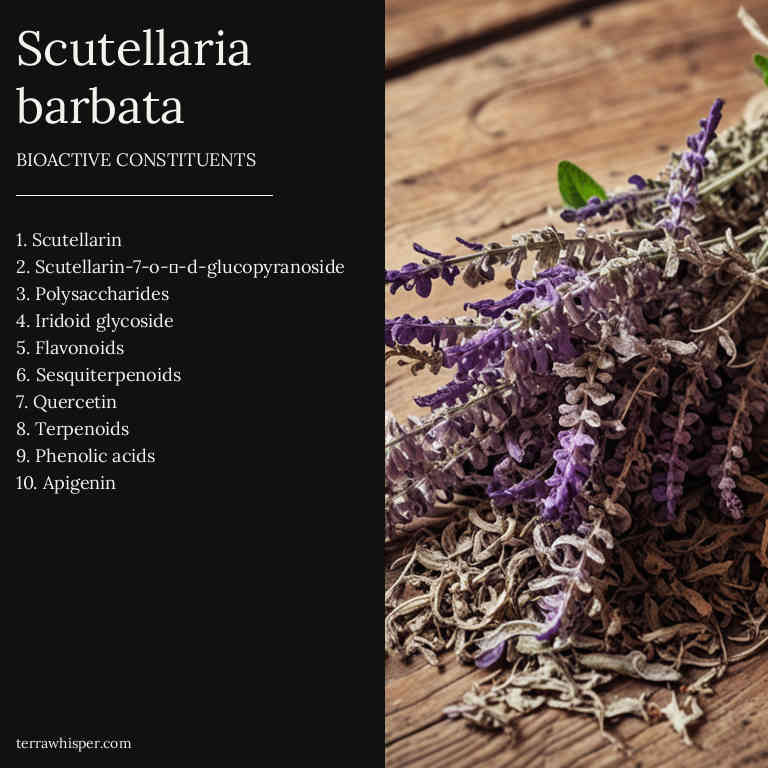 Scutellaria
barbata
BIOACTIVE CONSTITUENTS
1. Scutellarin
2. Scutellarin-7-o-□-d-glucopyranoside
3. Polysaccharides
4. Iridoid glycoside
5. Flavonoids
6. Sesquiterpenoids
7. Quercetin
8. Terpenoids
9. Phenolic acids
10. Apigenin
terrawhisper.com